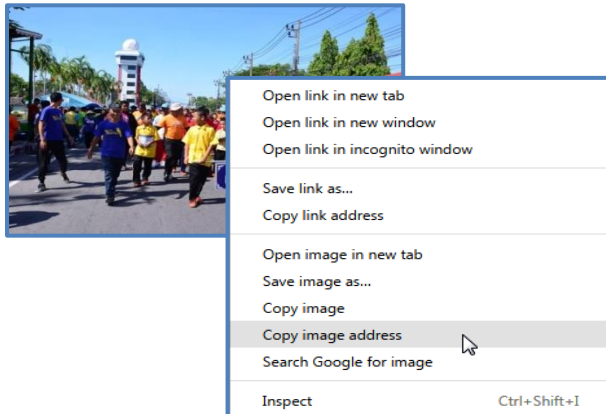 Open link in new tab
Open link in new window
Open link in incognito window
Save link as...
Copy link address
Open image in new tab
Save image as...
Copy image
Copy image address
Search Google for image
Inspect Ctrl+Shift+I